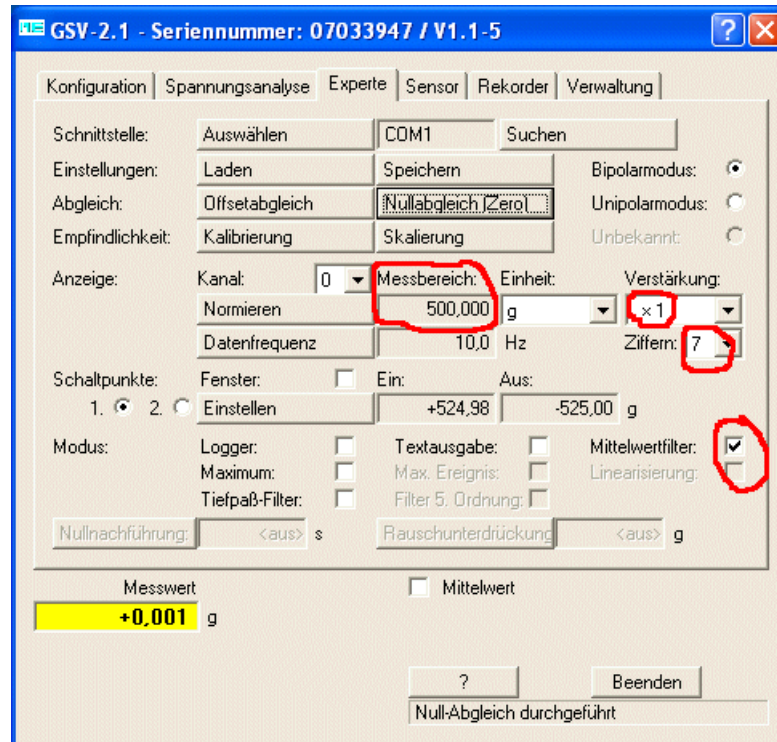 GSV-2.1 - Seriennummer: 07033947 / V1.1-5
Konfiguration Spannungsanalyse Experte Sensor Rekorder Verwaltung
Schnittstelle: Auswählen COM1 Suchen
Einstellungen: Laden Speichern Bipolarmodus:
Abgleich: Offsetabgleich Nullabgleich (Zero) Unipolarmodus:
Empfindlichkeit: Kalibrierung Skalierung Unbekannt:
Anzeige: Kanal: 0 Messbereich: Einheit: Verstärkung:
Normieren 500,000 g ×1
Datenfrequenz 10,0 Hz Ziffern: 7
Schaltpunkte: Fenster: Ein: Aus:
1. 2. Einstellen +524,98 -525,00 g
Modus: Logger: Textausgabe: Mittelwertfilter:
Maximum: Max. Ereignis: Linearisierung:
Tiefpaß-Filter: Filter 5. Ordnung:
Nullnachführung: <aus> s Rauschunterdrückung <aus> g
Messwert Mittelwert
+0,001 g
? Beenden
Null-Abgleich durchgeführt